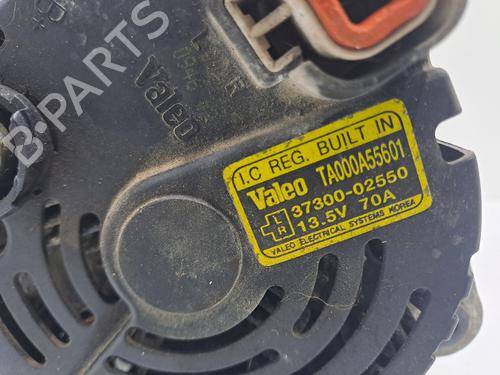 B-PARTS
L R
Valeo
I.C REG. BUILT IN
Valeo TA000A55601
37300-02550
L R 13.5V 70A
VALEO ELECTRICAL SYSTEMS KOREA